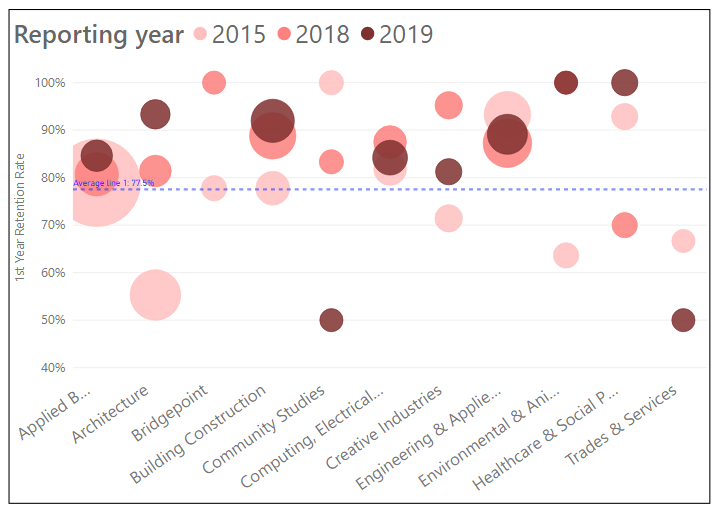 Reporting year 2015 2018 2019
100%
90%
80%
70%
60%
50%
40%
1st Year Retention Rate
Average line 1: 77.5%
Applied B...
Architecture
Bridgepoint
Building Construction
Community Studies
Computing, Electrical...
Creative Industries
Engineering & Applie...
Environmental & Ani...
Healthcare & Social P...
Trades & Services